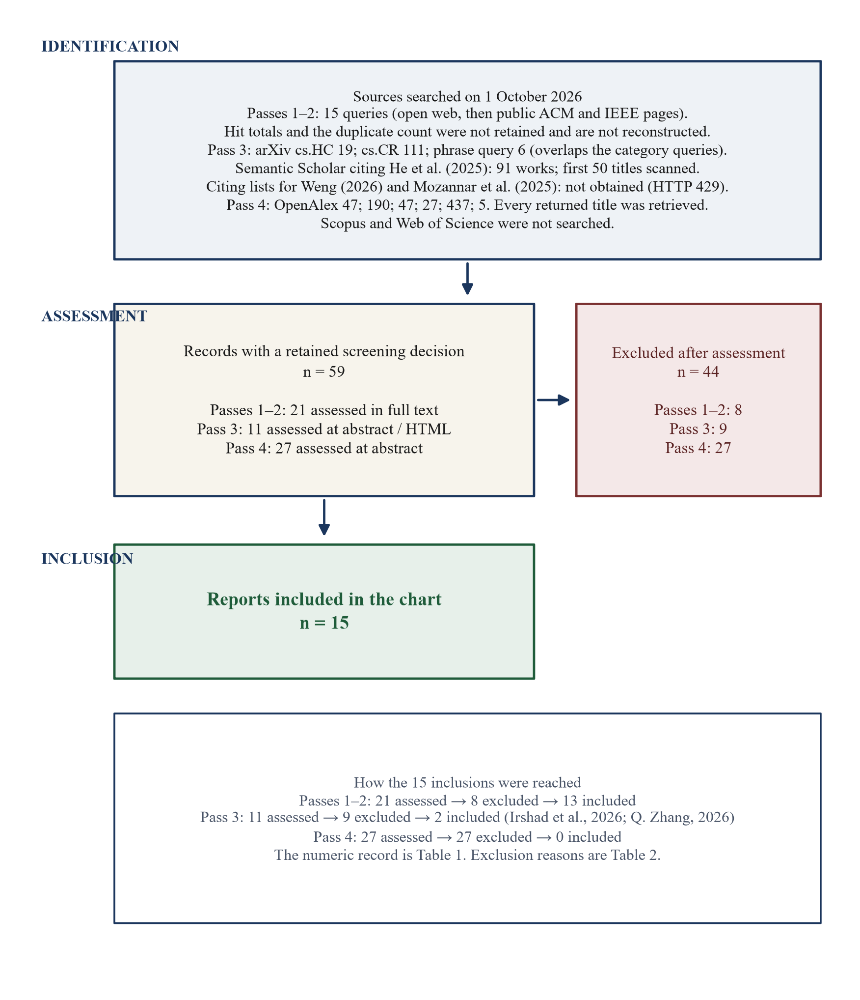 IDENTIFICATION
Sources searched on 1 October 2026
Passes 1–2: 15 queries (open web, then public ACM and IEEE pages).
Hit totals and the duplicate count were not retained and are not reconstructed.
Pass 3: arXiv cs.HC 19; cs.CR 111; phrase query 6 (overlaps the category queries).
Semantic Scholar citing He et al. (2025): 91 works; first 50 titles scanned.
Citing lists for Weng (2026) and Mozannar et al. (2025): not obtained (HTTP 429).
Pass 4: OpenAlex 47; 190; 47; 27; 437; 5. Every returned title was retrieved.
Scopus and Web of Science were not searched.
ASSESSMENT
Records with a retained screening decision
n = 59
Passes 1–2: 21 assessed in full text
Pass 3: 11 assessed at abstract / HTML
Pass 4: 27 assessed at abstract
Excluded after assessment
n = 44
Passes 1–2: 8
Pass 3: 9
Pass 4: 27
INCLUSION
Reports included in the chart
n = 15
How the 15 inclusions were reached
Passes 1–2: 21 assessed → 8 excluded → 13 included
Pass 3: 11 assessed → 9 excluded → 2 included (Irshad et al., 2026; Q. Zhang, 2026)
Pass 4: 27 assessed → 27 excluded → 0 included
The numeric record is Table 1. Exclusion reasons are Table 2.